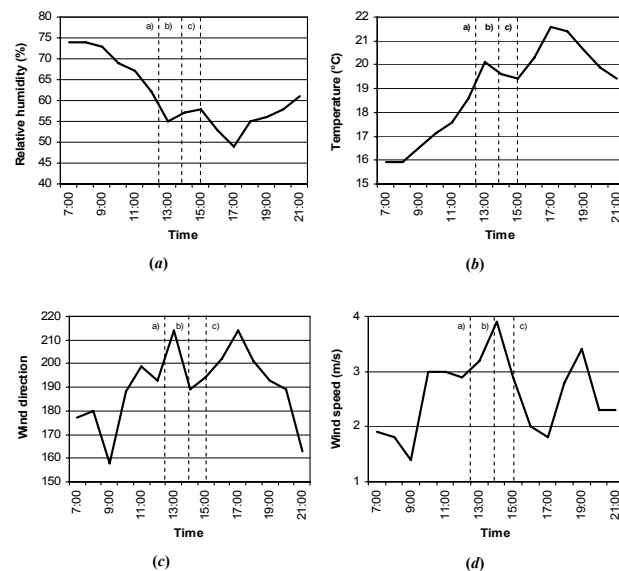 a) b) c)
Relative humidity (%)
80
75
70
65
60
55
50
45
40
7:00 9:00 11:00 13:00 15:00 17:00 19:00 21:00
Time
(a)
a) b) c)
Temperature (°C)
22
21
20
19
18
17
16
15
7:00 9:00 11:00 13:00 15:00 17:00 19:00 21:00
Time
(b)
a) b) c)
Wind direction
220
210
200
190
180
170
160
150
7:00 9:00 11:00 13:00 15:00 17:00 19:00 21:00
Time
(c)
a) b) c)
Wind speed (m/s)
4
3
2
1
7:00 9:00 11:00 13:00 15:00 17:00 19:00 21:00
Time
(d)